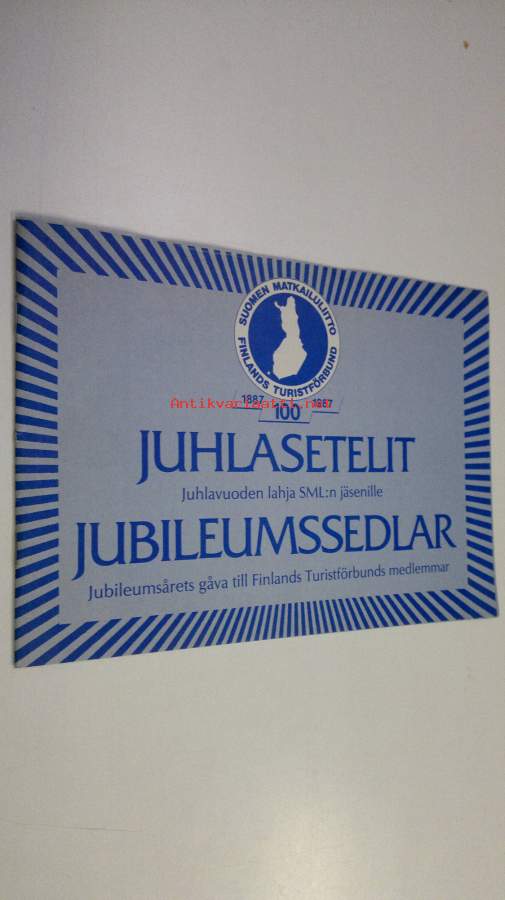 SUOMEN MATKAILULIITTO
FINLANDS TURISTFÖRBUND
1887 100 1987
Antikvariaatti.net
JUHLASETELIT
Juhlavuoden lahja SML:n jäsenille
JUBILEUMSSEDLAR
Jubileumsårets gåva till Finlands Turistförbunds medlemmar